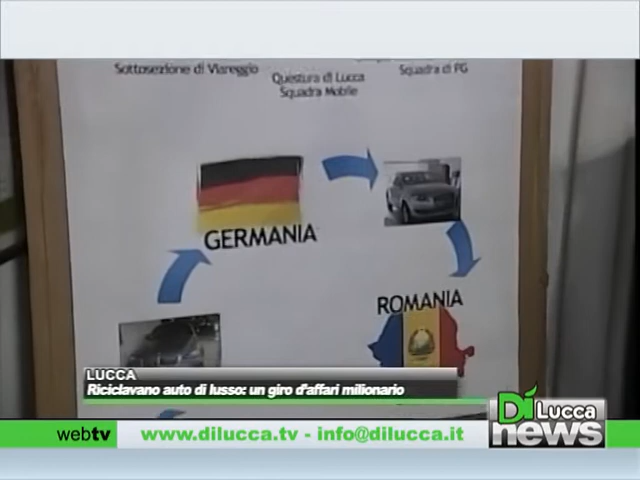 Sottosezione di Viareggio
Questura di Lucca
Squadra Mobile
Squadra di PG
GERMANIA
ROMANIA
LUCCA
Riciclavano auto di lusso: un giro d'affari milionario
Di Lucca
news
webtv
www.dilucca.tv - info@dilucca.it